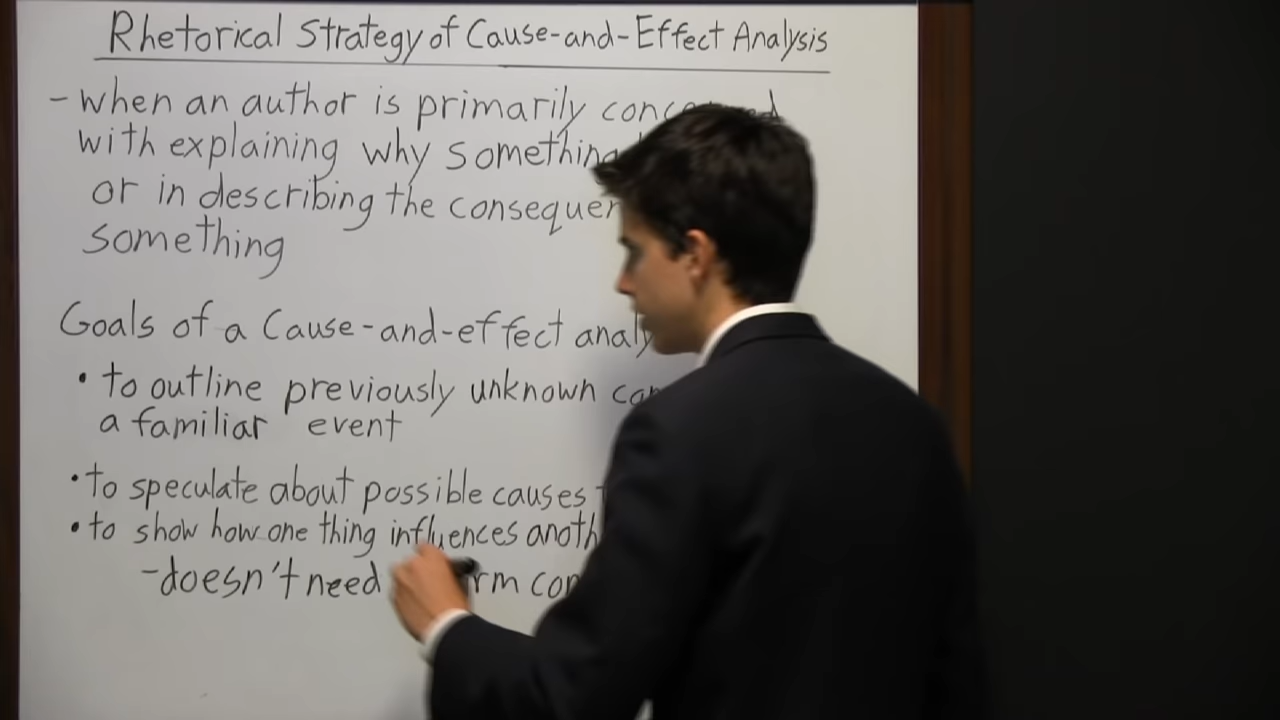 Rhetorical Strategy of Cause-and-Effect Analysis
- when an author is primarily concerned
with explaining why something
or in describing the
something
Goals of a Cause-and-effect
• to outline previously unknown
a familiar event
• to speculate about possible causes
• to show how one thing influences
- doesn't need